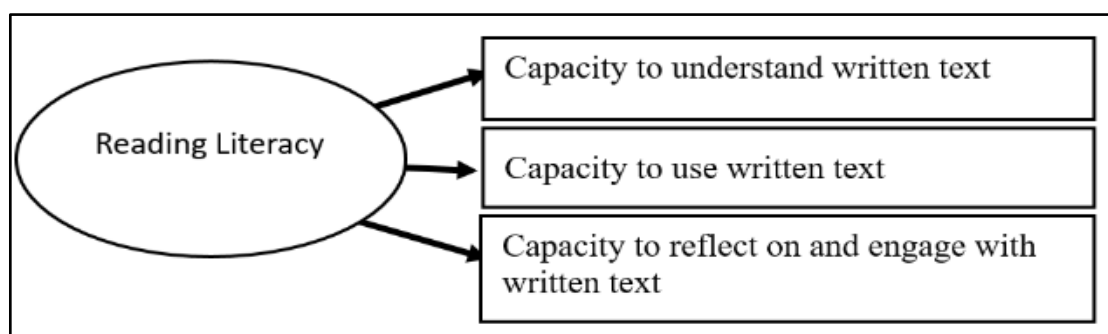 Reading Literacy
Capacity to understand written text
Capacity to use written text
Capacity to reflect on and engage with
written text